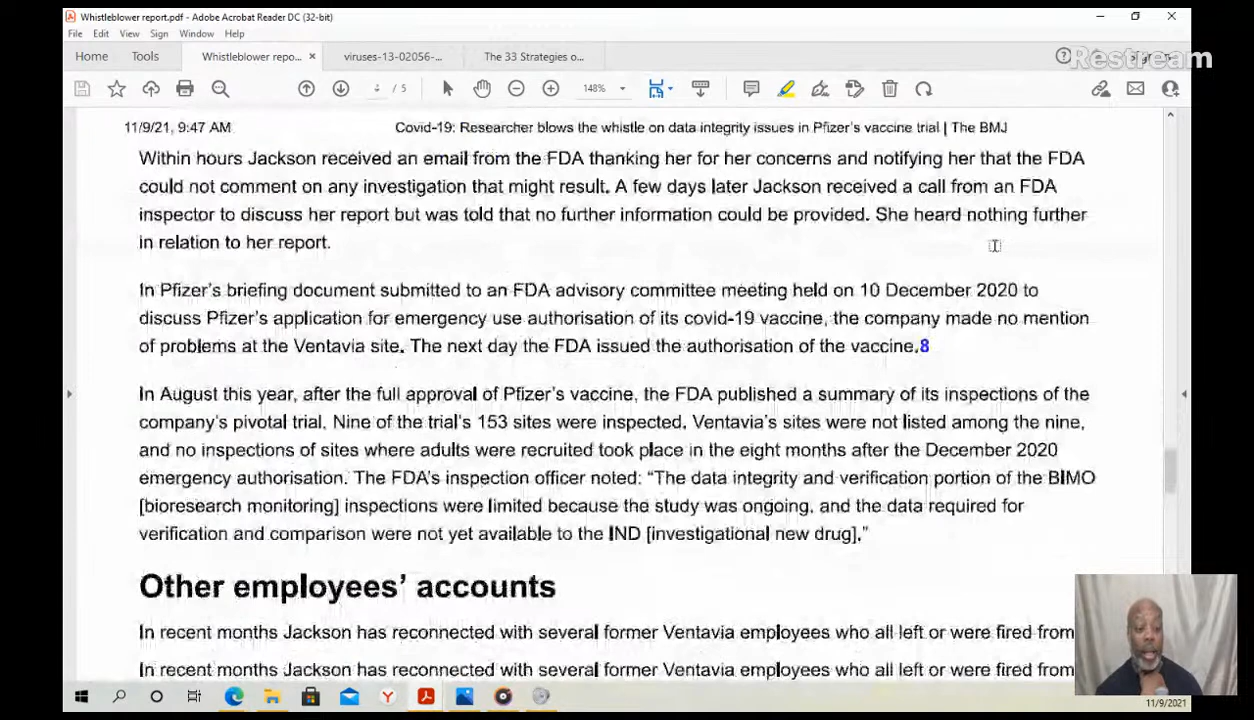 Whistleblower report.pdf - Adobe Acrobat Reader DC (32-bit)
File Edit View Sign Window Help
Home Tools Whistleblower repo... × viruses-13-02056-... The 33 Strategies o...
Restream
/ 5 148%
11/9/21, 9:47 AM Covid-19: Researcher blows the whistle on data integrity issues in Pfizer's vaccine trial | The BMJ
Within hours Jackson received an email from the FDA thanking her for her concerns and notifying her that the FDA
could not comment on any investigation that might result. A few days later Jackson received a call from an FDA
inspector to discuss her report but was told that no further information could be provided. She heard nothing further
in relation to her report.
In Pfizer's briefing document submitted to an FDA advisory committee meeting held on 10 December 2020 to
discuss Pfizer's application for emergency use authorisation of its covid-19 vaccine, the company made no mention
of problems at the Ventavia site. The next day the FDA issued the authorisation of the vaccine.8
In August this year, after the full approval of Pfizer's vaccine, the FDA published a summary of its inspections of the
company's pivotal trial. Nine of the trial's 153 sites were inspected. Ventavia's sites were not listed among the nine,
and no inspections of sites where adults were recruited took place in the eight months after the December 2020
emergency authorisation. The FDA's inspection officer noted: "The data integrity and verification portion of the BIMO
[bioresearch monitoring] inspections were limited because the study was ongoing, and the data required for
verification and comparison were not yet available to the IND [investigational new drug]."
Other employees' accounts
In recent months Jackson has reconnected with several former Ventavia employees who all left or were fired from
In recent months Jackson has reconnected with several former Ventavia employees who all left or were fired from
11/9/2021